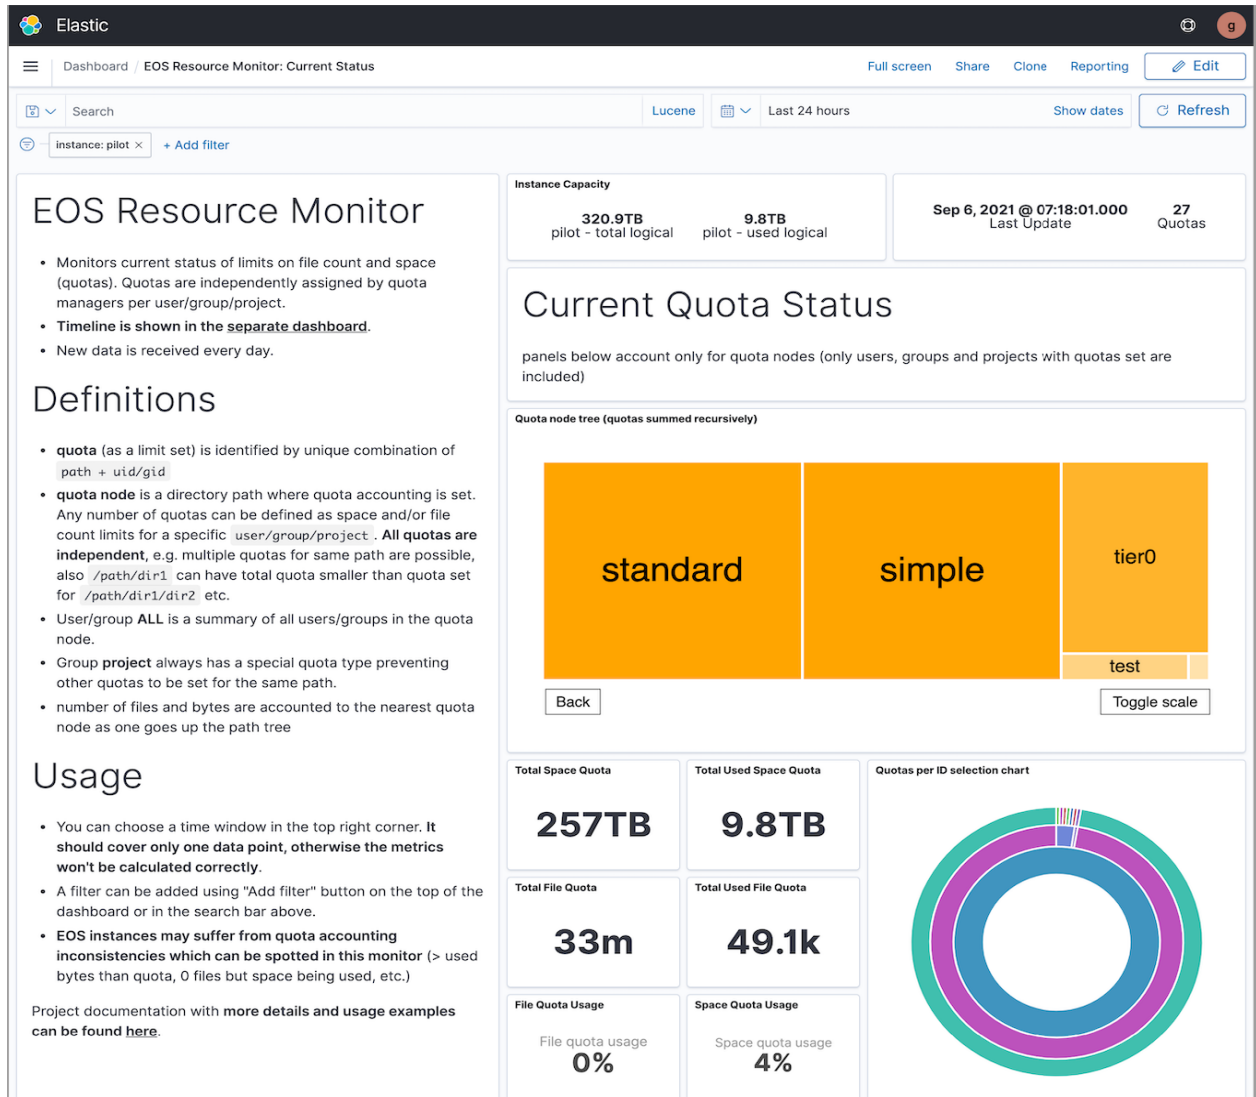 Elastic
g
Dashboard / EOS Resource Monitor: Current Status
Full screen
Share
Clone
Reporting
Edit
Search
Lucene
Last 24 hours
Show dates
Refresh
instance: pilot ×
+ Add filter
EOS Resource Monitor
• Monitors current status of limits on file count and space
(quotas). Quotas are independently assigned by quota
managers per user/group/project.
• Timeline is shown in the separate dashboard.
• New data is received every day.
Definitions
• quota (as a limit set) is identified by unique combination of
path + uid/gid
• quota node is a directory path where quota accounting is set.
Any number of quotas can be defined as space and/or file
count limits for a specific user/group/project . All quotas are
independent, e.g. multiple quotas for same path are possible,
also /path/dir1 can have total quota smaller than quota set
for /path/dir1/dir2 etc.
• User/group ALL is a summary of all users/groups in the quota
node.
• Group project always has a special quota type preventing
other quotas to be set for the same path.
• number of files and bytes are accounted to the nearest quota
node as one goes up the path tree
Usage
• You can choose a time window in the top right corner. It
should cover only one data point, otherwise the metrics
won't be calculated correctly.
• A filter can be added using "Add filter" button on the top of the
dashboard or in the search bar above.
• EOS instances may suffer from quota accounting
inconsistencies which can be spotted in this monitor (> used
bytes than quota, 0 files but space being used, etc.)
Project documentation with more details and usage examples
can be found here.
Instance Capacity
320.9TB
pilot - total logical
9.8TB
pilot - used logical
Sep 6, 2021 @ 07:18:01.000
Last Update
27
Quotas
Current Quota Status
panels below account only for quota nodes (only users, groups and projects with quotas set are
included)
Quota node tree (quotas summed recursively)
standard
simple
tier0
test
Back
Toggle scale
Total Space Quota
257TB
Total Used Space Quota
9.8TB
Total File Quota
33m
Total Used File Quota
49.1k
File Quota Usage
File quota usage
0%
Space Quota Usage
Space quota usage
4%
Quotas per ID selection chart